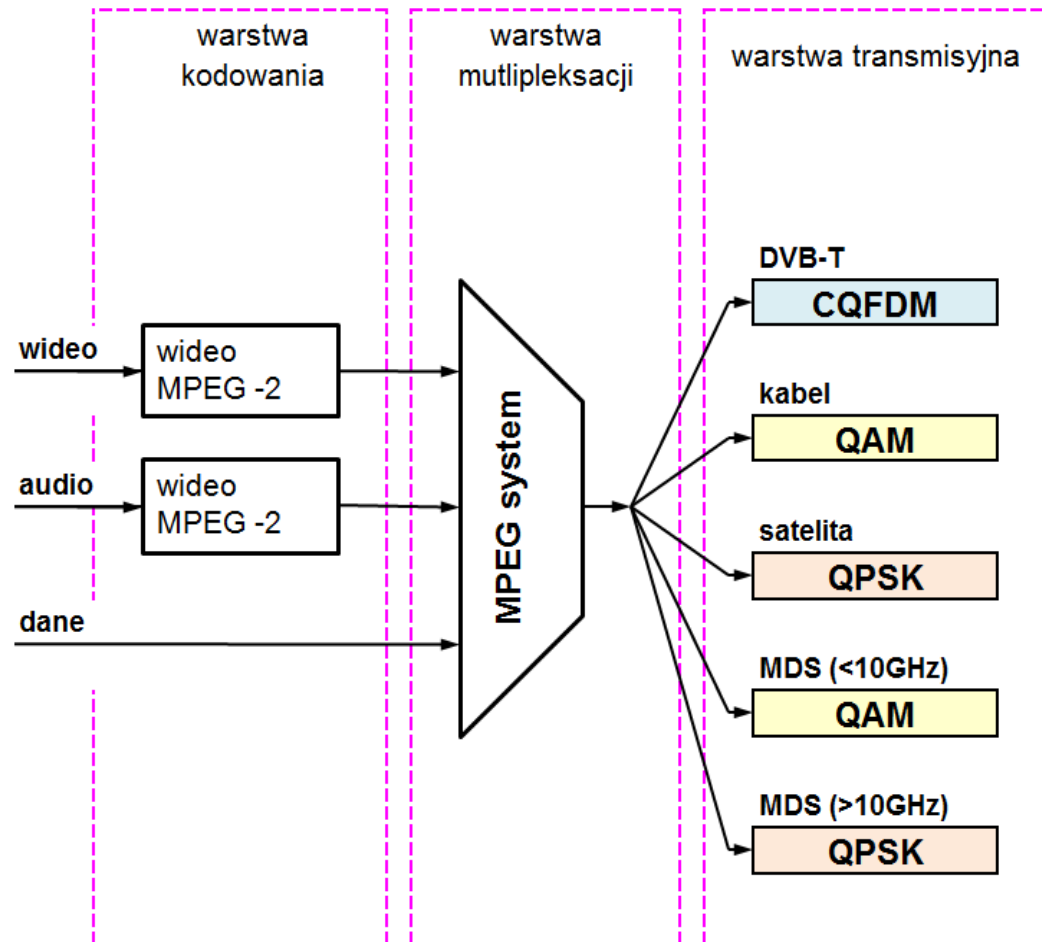 warstwa
kodowania
warstwa
mutlipleksacji
warstwa transmisyjna
wideo
wideo
MPEG -2
audio
wideo
MPEG -2
dane
MPEG system
DVB-T
CQFDM
kabel
QAM
satelita
QPSK
MDS (<10GHz)
QAM
MDS (>10GHz)
QPSK